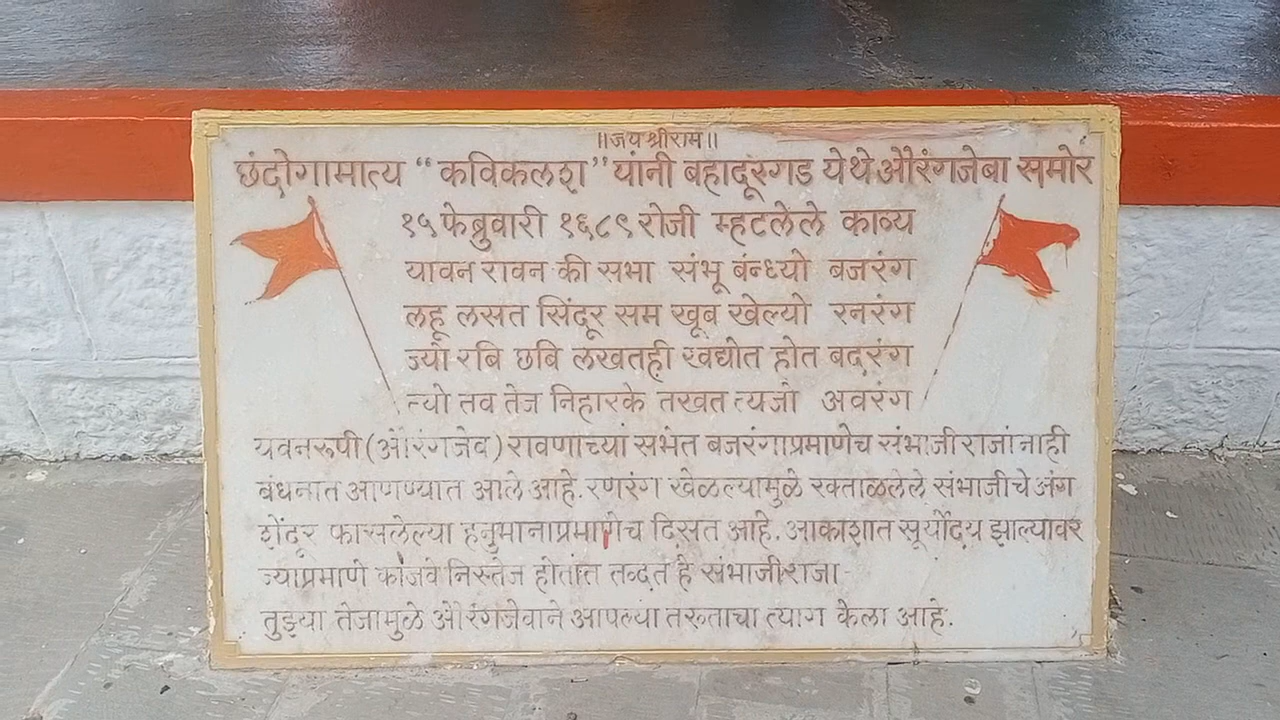 ॥जय श्रीराम॥
छंदोगामात्य “कविकलश” यांनी बहादूरगड येथे औरंगजेबा समोर
१५ फेब्रुवारी १६८९ रोजी म्हटलेले काव्य
यावन रावन की सभा संभू बंन्ध्यो बजरंग
लहू लसत सिंदूर सम खूब खेल्यो रनरंग
ज्यो रबि छबि लखतही खद्योत होत बदरंग
त्यो तव तेज निहारके तखत त्यजो अवरंग
यवनरूपी (औरंगजेव) रावणाच्यां सभेत बजरंगाप्रमाणेच संभाजी राजांनाही
बंधनात आणण्यात आले आहे. रणरंग खेळल्यामुळे रक्ताळलेले संभाजीचे अंग
शेंदूर फासलेल्या हनुमानाप्रमाणेच दिसत आहे. आकाशात सूर्योदय झाल्यावर
ज्याप्रमाणे काजवे निस्तेज होतात तव्दत हे संभाजीराजा
तुझ्या तेजामुळे औरंगजेवाने आपल्या तख्ताचा त्याग केला आहे.